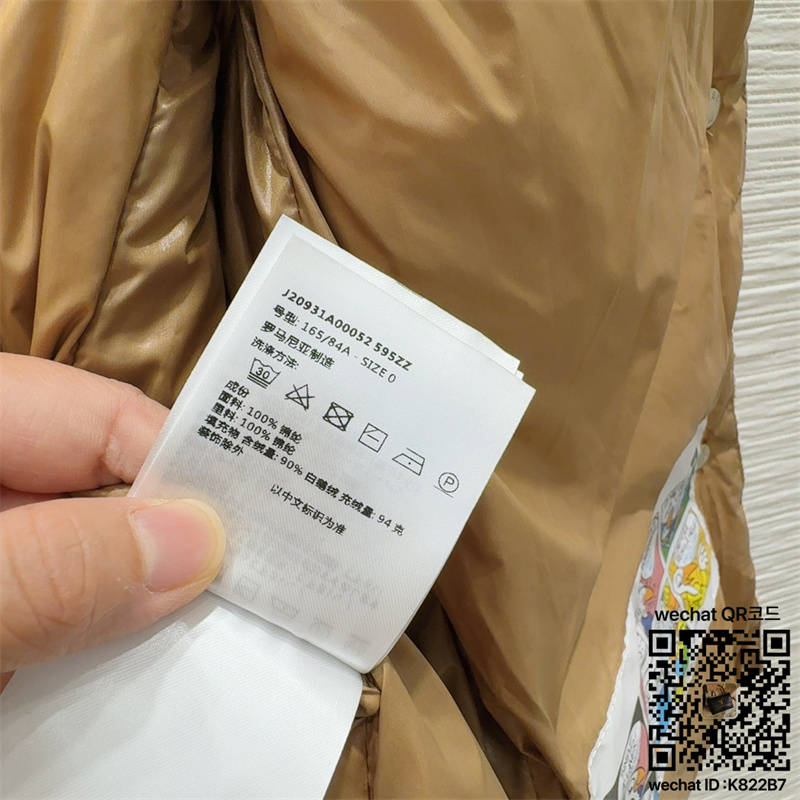 J20931A00052 595ZZ
号型: 165/84A - SIZE 0
罗马尼亚制造
洗涤方法:
30
P
成份
面料: 100% 锦纶
里料: 100% 锦纶
填充物 含绒量: 90% 白鹅绒 充绒量: 94 克
装饰除外
以中文标识为准
wechat QR코드
wechat ID :K822B7